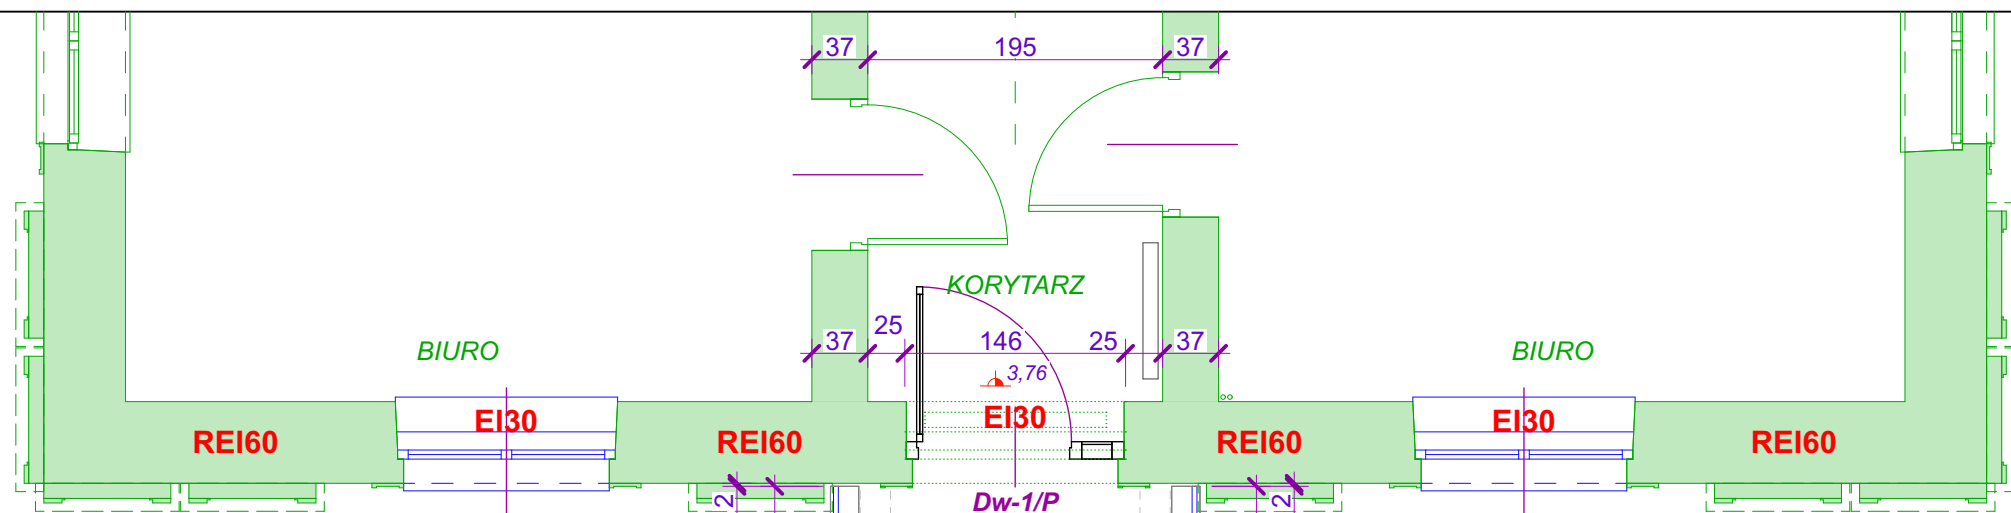 37 195 37
KORYTARZ
25
37 146 25 37
BIURO BIURO
3,76
EI30 EI30 EI30
REI60 REI60 REI60 REI60
2 2
Dw-1/P